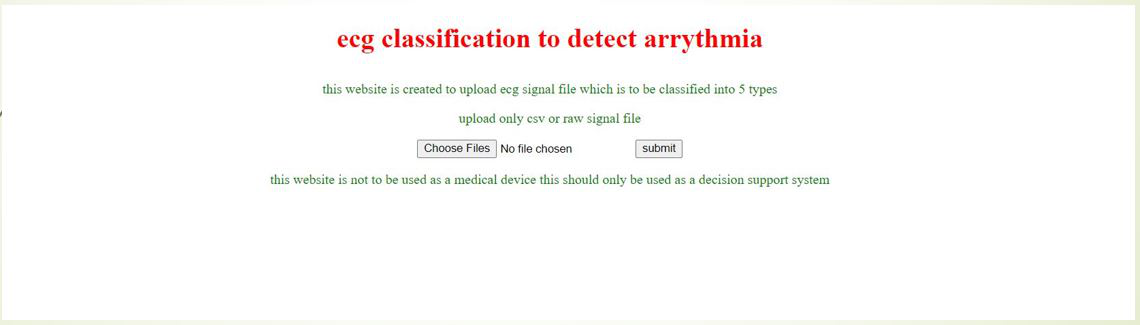 ecg classification to detect arrythmia
this website is created to upload ecg signal file which is to be classified into 5 types
upload only csv or raw signal file
Choose Files No file chosen submit
this website is not to be used as a medical device this should only be used as a decision support system